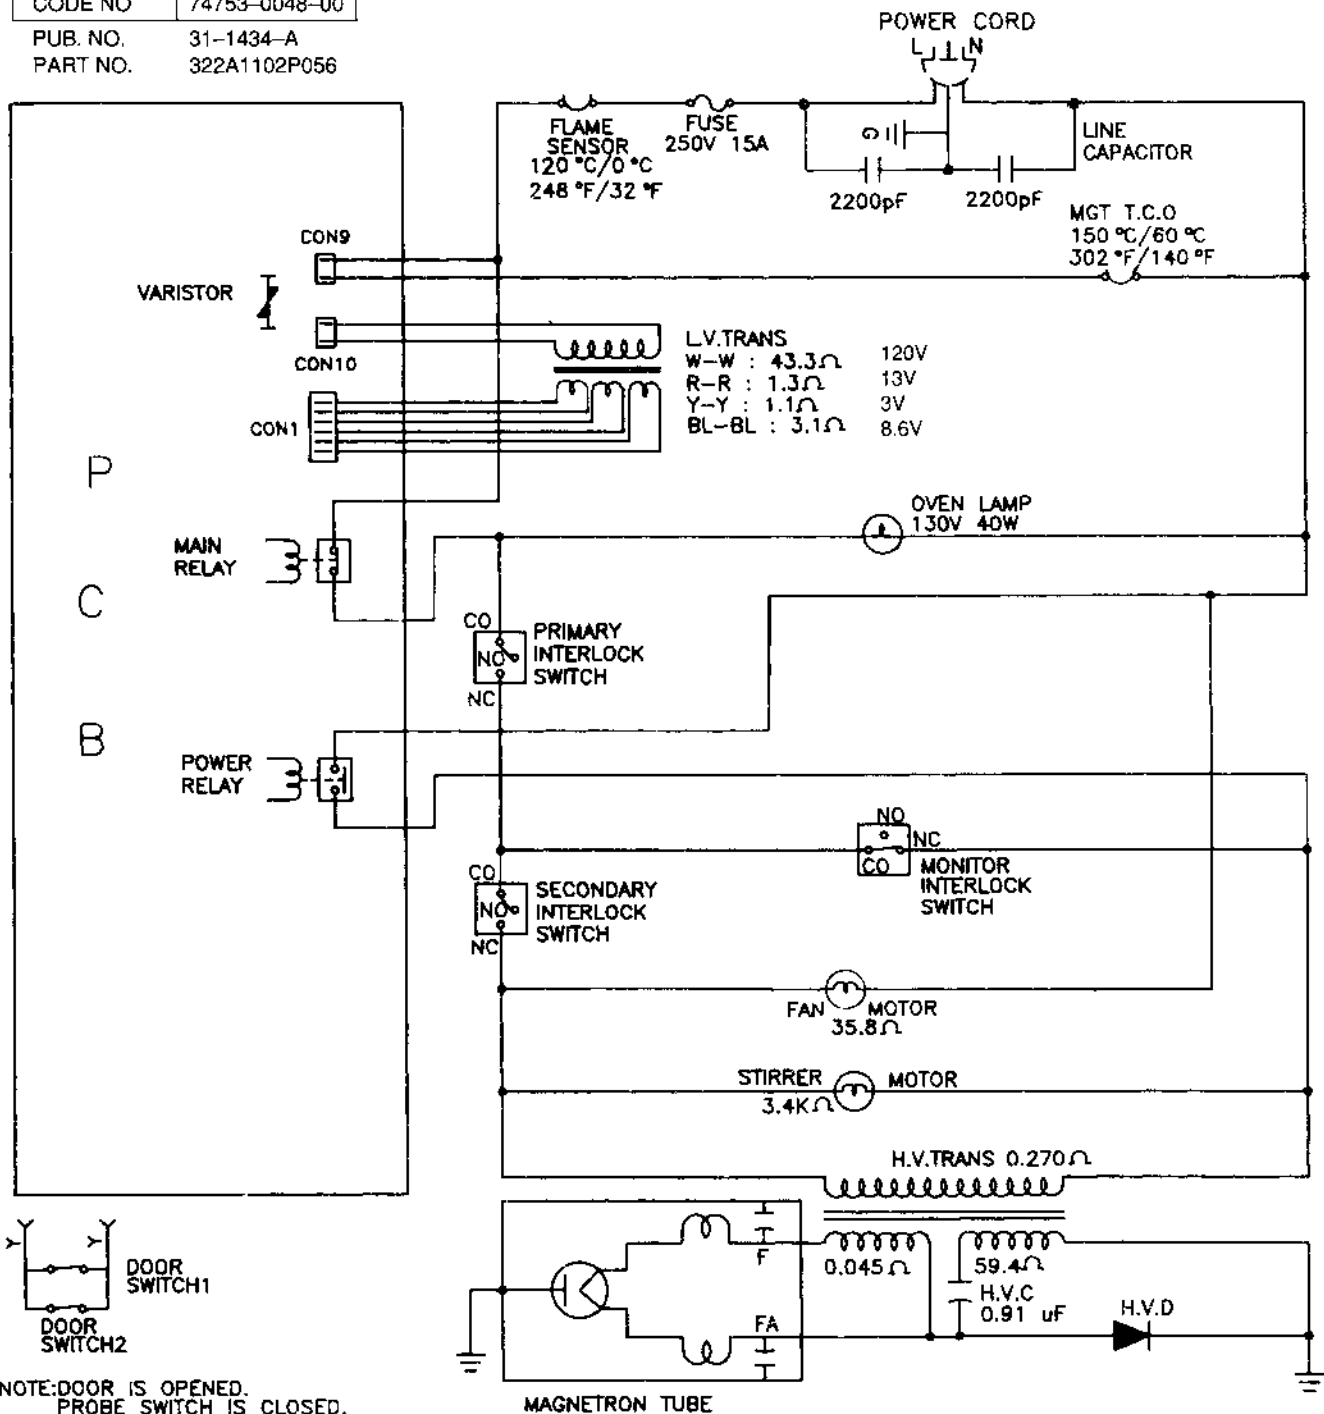 CODE NO 74753-0048-00
PUB. NO. 31-1434-A
PART NO. 322A1102P056
POWER CORD
L N
FLAME
SENSOR
120 °C/0 °C
248 °F/32 °F
FUSE
250V 15A
G
LINE
CAPACITOR
2200pF
2200pF
MGT T.C.O
150 °C/60 °C
302 °F/140 °F
CON9
VARISTOR
CON10
CON1
L.V.TRANS
W-W : 43.3Ω 120V
R-R : 1.3Ω 13V
Y-Y : 1.1Ω 3V
BL-BL : 3.1Ω 8.6V
P
C
B
OVEN LAMP
130V 40W
MAIN
RELAY
CO
NO
NC
PRIMARY
INTERLOCK
SWITCH
POWER
RELAY
NO
NC
CO
MONITOR
INTERLOCK
SWITCH
CO
NO
NC
SECONDARY
INTERLOCK
SWITCH
FAN MOTOR
35.8Ω
STIRRER MOTOR
3.4KΩ
H.V.TRANS 0.270Ω
F
0.045Ω
59.4Ω
H.V.C
0.91 uF
H.V.D
FA
MAGNETRON TUBE
Y Y
DOOR
SWITCH1
DOOR
SWITCH2
NOTE:DOOR IS OPENED.
PROBE SWITCH IS CLOSED.